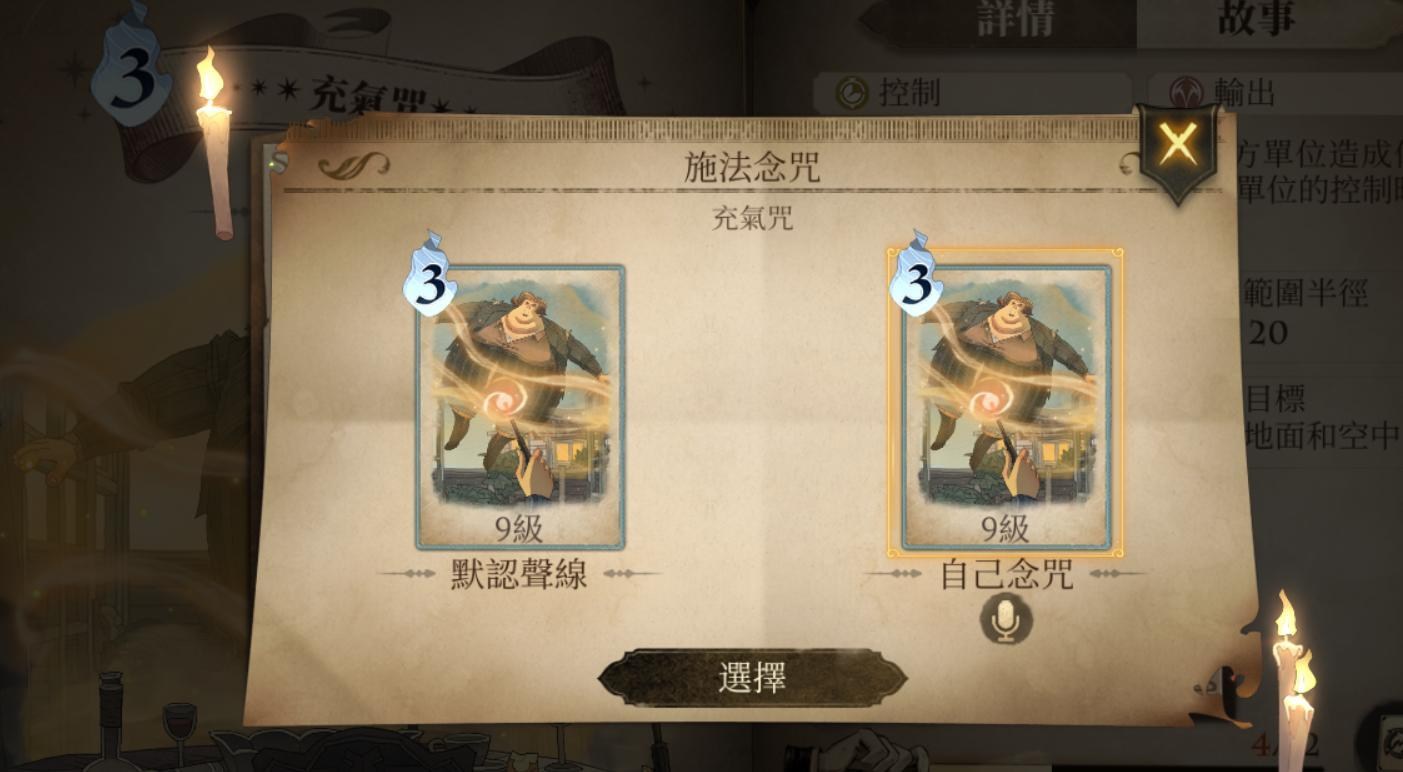 詳情
故事
3
充氣咒
控制
輸出
施法念咒
充氣咒
方單位造成
單位的控制
3
3
範圍半徑
20
目標
地面和空中
9級
9級
默認聲線
自己念咒
選擇